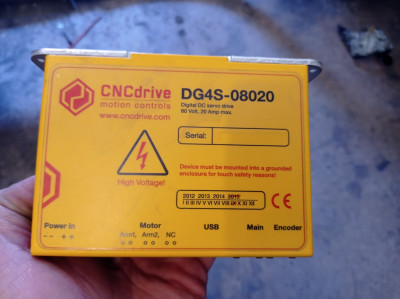 CNCdrive
motion controls
www.cncdrive.com
DG4S-08020
Digital DC servo drive
80 Volt, 20 Amp max.
Serial:
High Voltage!
Device must be mounted into a grounded
enclosure for touch safety reasons!
2012 2013 2014 2015
I II III IV V VI VII VIII IX X XI XII
CE
Power In
- - + +
Motor
Arm1, Arm2, NC
USB
Main
Encoder